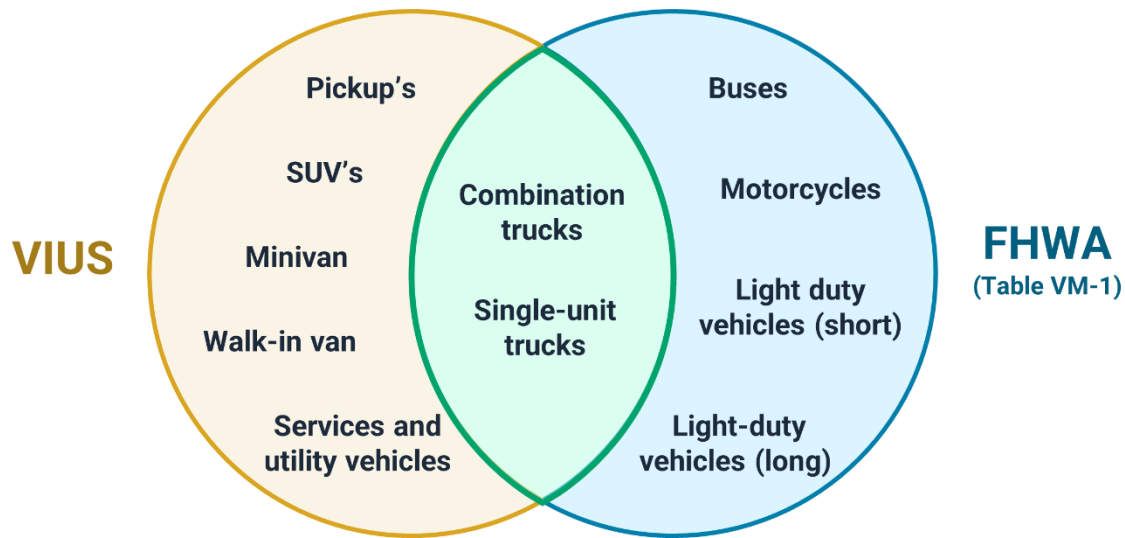 VIUS
Pickup’s
SUV’s
Minivan
Walk-in van
Services and
utility vehicles
Combination
trucks
Single-unit
trucks
Buses
Motorcycles
Light duty
vehicles (short)
Light-duty
vehicles (long)
FHWA
(Table VM-1)